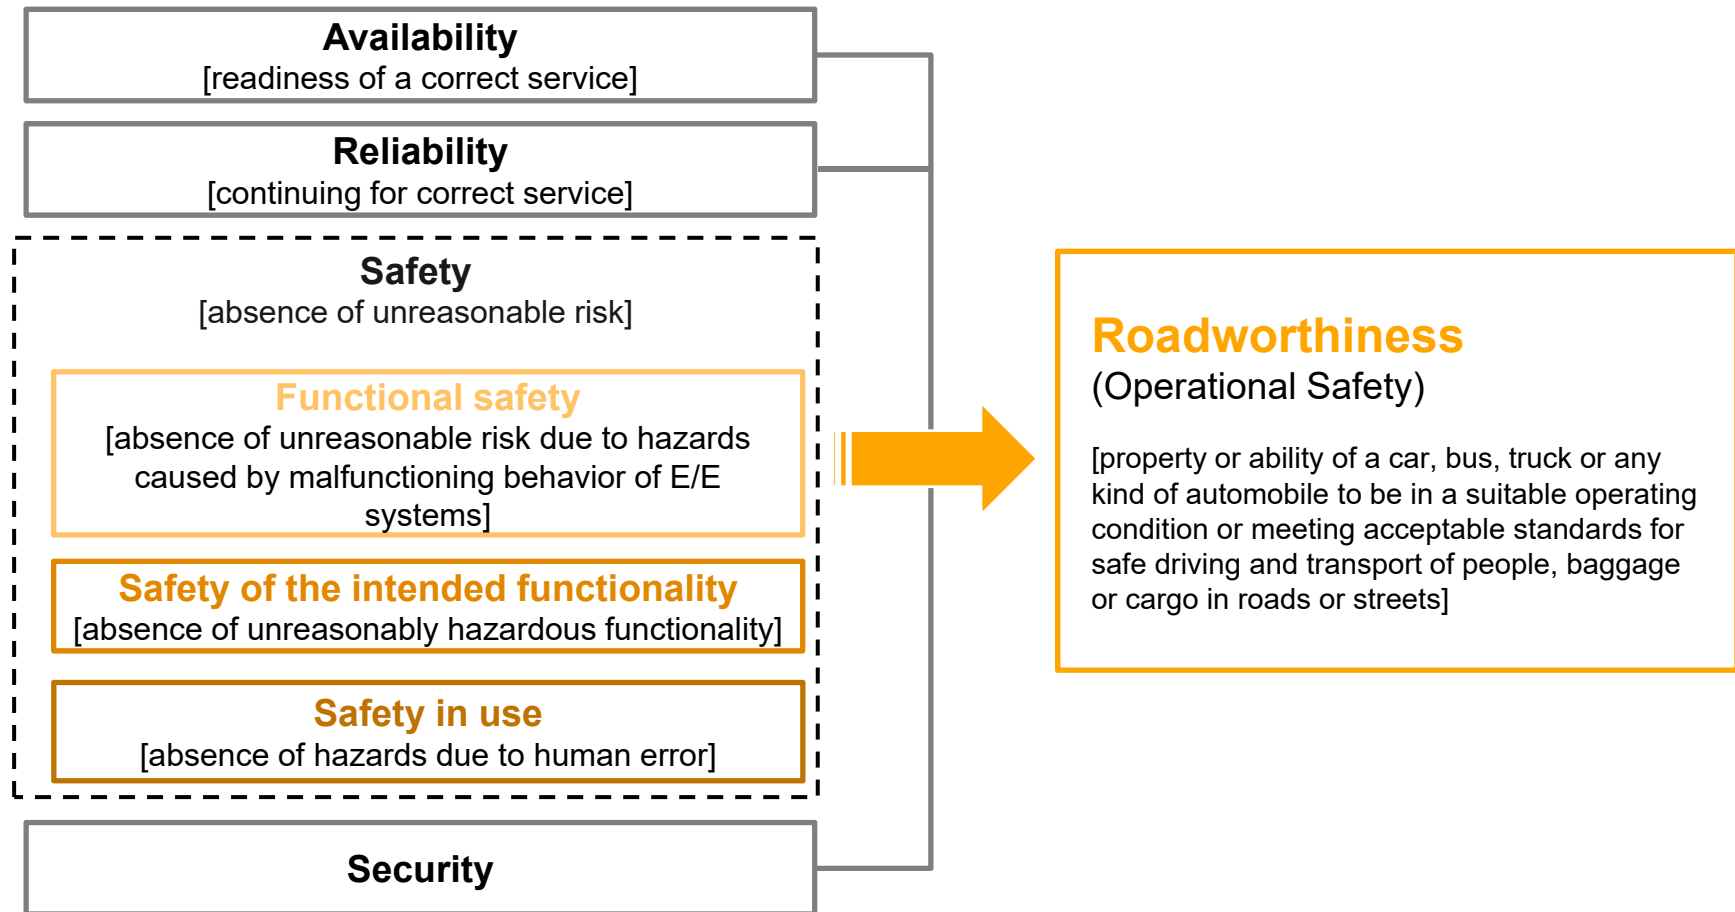 Availability
[readiness of a correct service]
Reliability
[continuing for correct service]
Safety
[absence of unreasonable risk]
Functional safety
[absence of unreasonable risk due to hazards
caused by malfunctioning behavior of E/E
systems]
Safety of the intended functionality
[absence of unreasonably hazardous functionality]
Safety in use
[absence of hazards due to human error]
Security
Roadworthiness
(Operational Safety)
[property or ability of a car, bus, truck or any
kind of automobile to be in a suitable operating
condition or meeting acceptable standards for
safe driving and transport of people, baggage
or cargo in roads or streets]